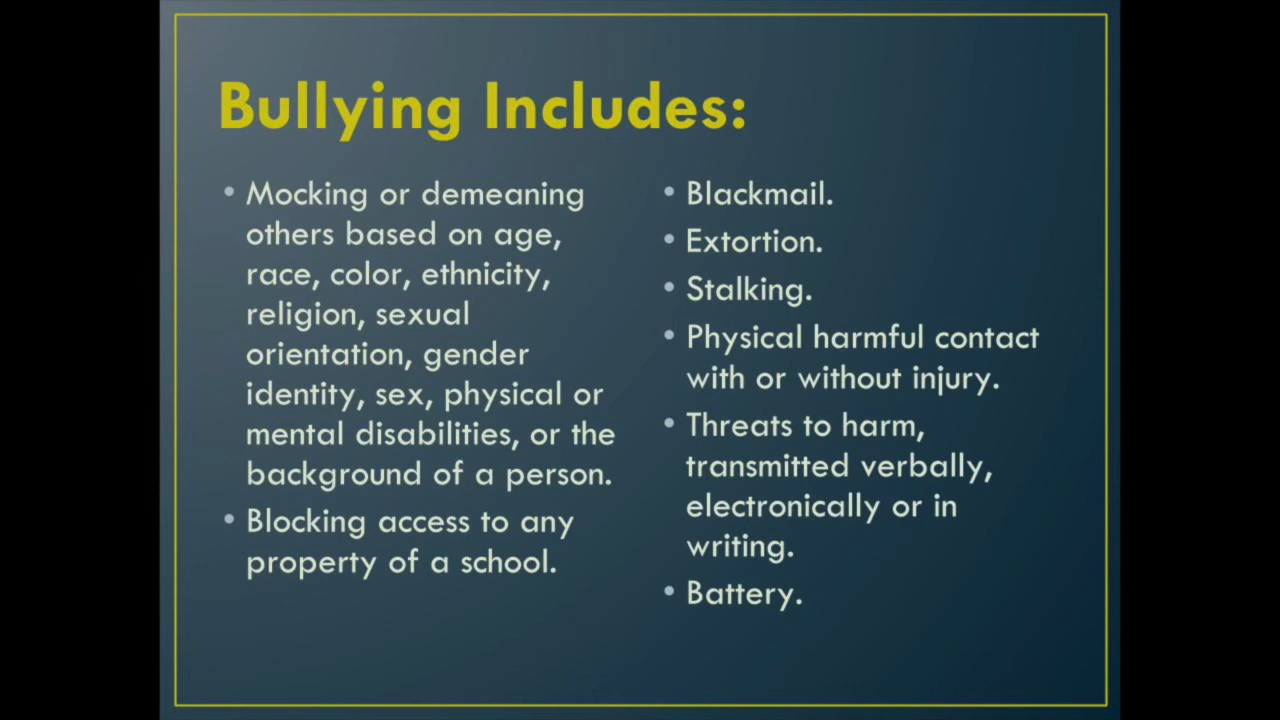 Bullying Includes:
• Mocking or demeaning
others based on age,
race, color, ethnicity,
religion, sexual
orientation, gender
identity, sex, physical or
mental disabilities, or the
background of a person.
• Blocking access to any
property of a school.
• Blackmail.
• Extortion.
• Stalking.
• Physical harmful contact
with or without injury.
• Threats to harm,
transmitted verbally,
electronically or in
writing.
• Battery.